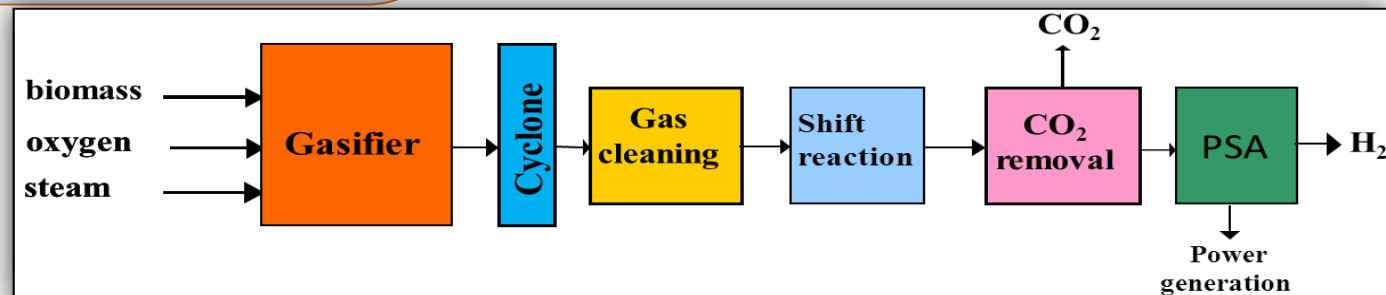 biomass
oxygen
steam
Gasifier
Cyclone
Gas
cleaning
Shift
reaction
CO₂
CO₂
removal
PSA
H₂
Power
generation